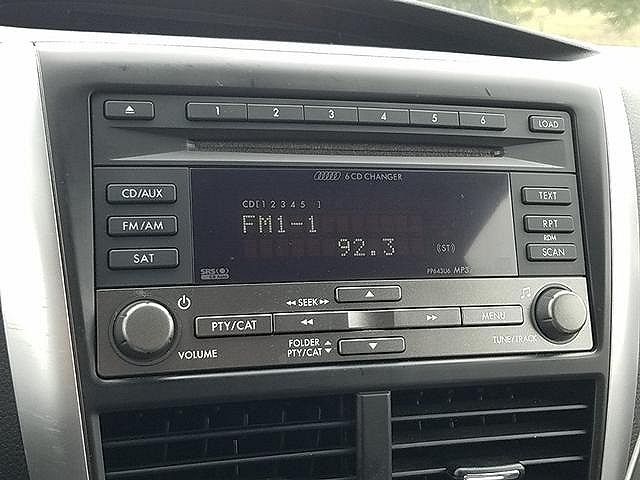 1 2 3 4 5 6 LOAD
6 CD CHANGER
CD/AUX
CD[1 2 3 4 5 ]
TEXT
FM/AM
FM1-1
RPT
RDM
SAT
92.3 (ST)
SCAN
SRS
PP643U6 MP3
SEEK
PTY/CAT
MENU
VOLUME
FOLDER
PTY/CAT
TUNE/TRACK